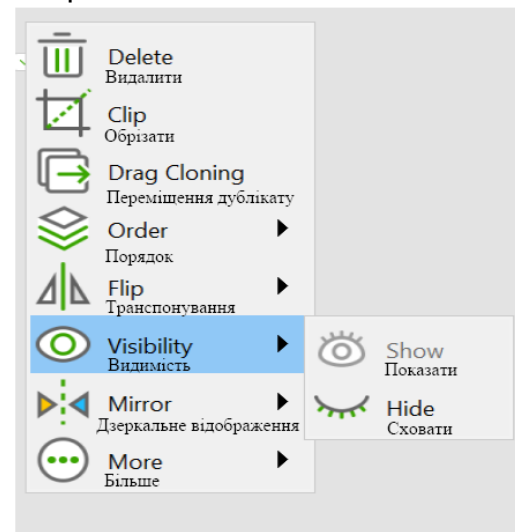 Delete
Видалити
Clip
Обрізати
Drag Cloning
Переміщення дублікату
Order
Порядок
Flip
Транспонування
Visibility
Видимість
Show
Показати
Mirror
Дзеркальне відображення
Hide
Сховати
More
Більше